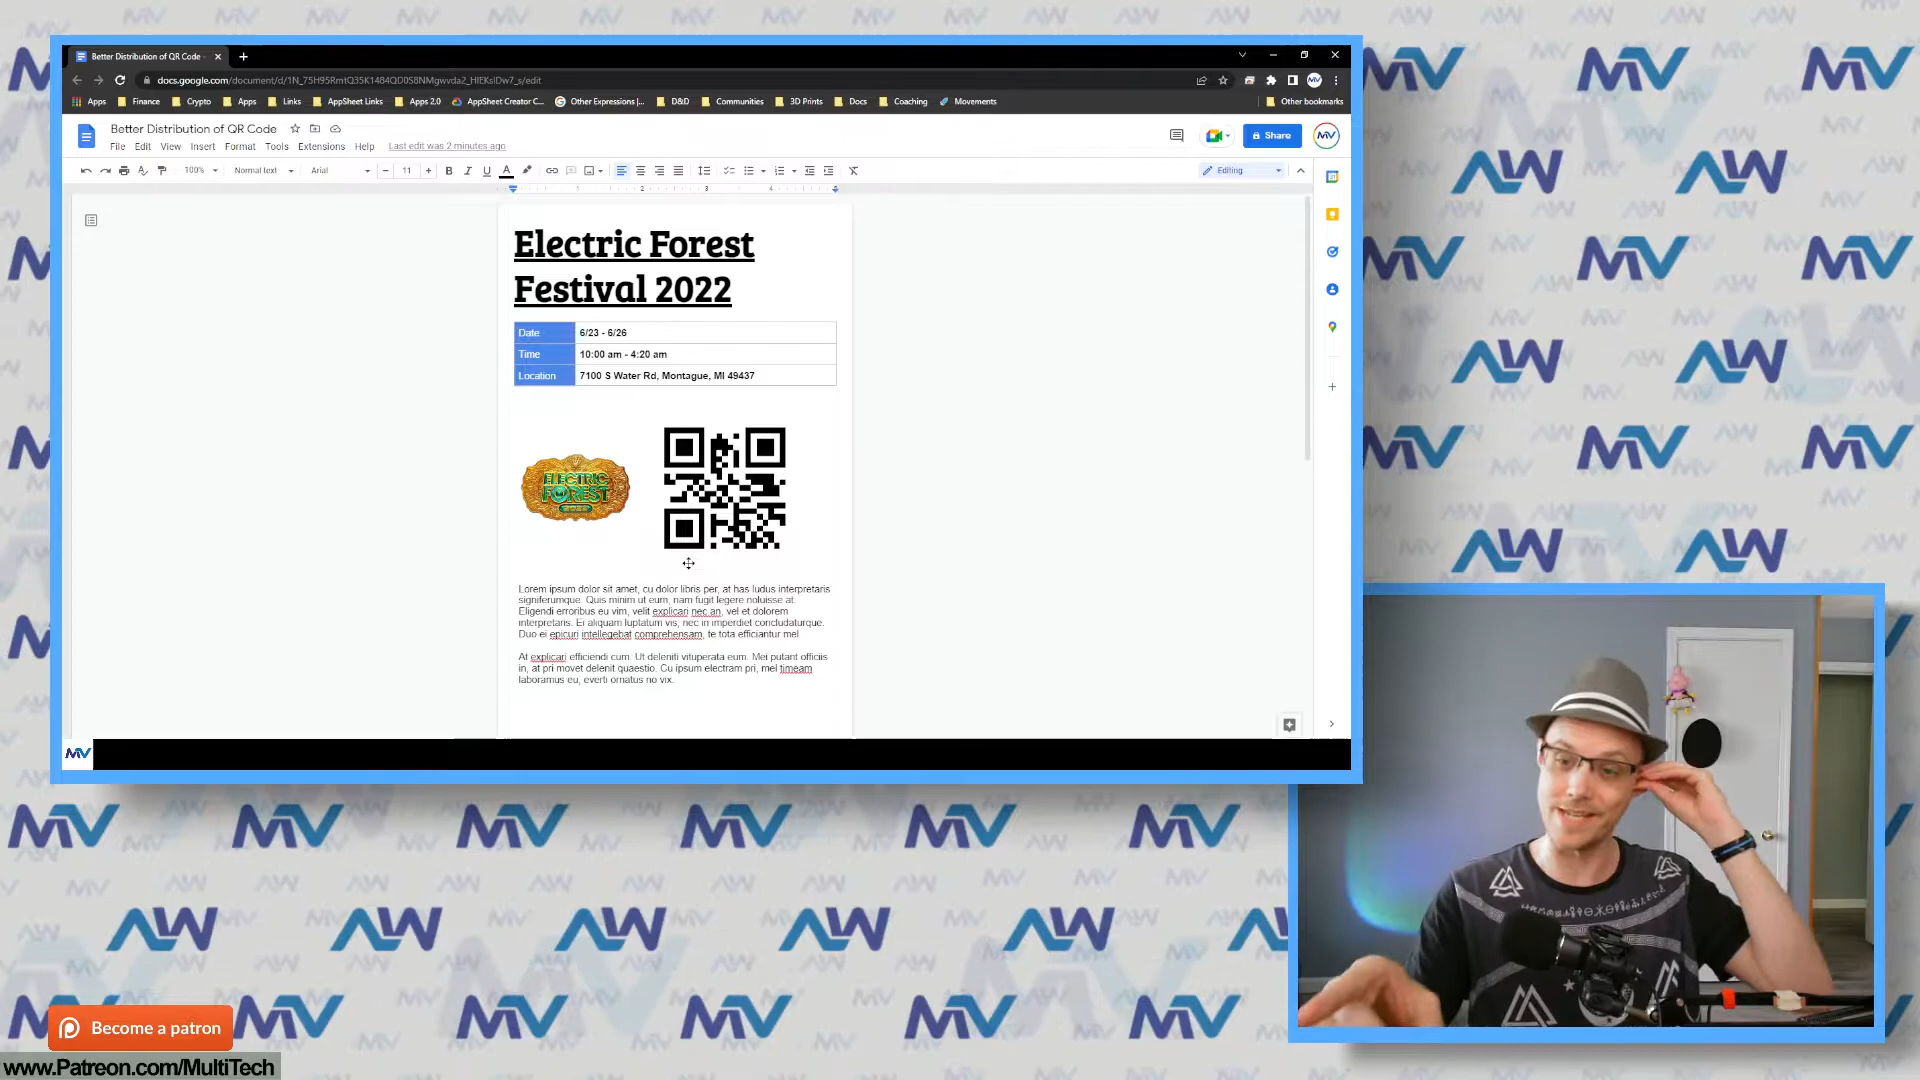 Better Distribution of QR Code
docs.google.com/document/d/1N_75H95RmtQ35K1484QD0S8NMgwvda2_HlEKsIDw7_s/edit
Apps Finance Crypto Apps Links AppSheet Links Apps 2.0 AppSheet Creator C... Other Expressions |... D&D Communities 3D Prints Docs Coaching Movements Other bookmarks
Better Distribution of QR Code
Share
File Edit View Insert Format Tools Extensions Help Last edit was 2 minutes ago
100% Normal text Arial 11 Editing
Electric Forest
Festival 2022
Date 6/23 - 6/26
Time 10:00 am - 4:20 am
Location 7100 S Water Rd, Montague, MI 49437
ELECTRIC
FOREST
Lorem ipsum dolor sit amet, cu dolor libris per, at has ludus interpretaris
signiferumque. Quis minim ut eum, nam fugit legere noluisse at.
Eligendi erroribus eu vim, velit explicari nec an, vel et dolorem
interpretaris. Ei aliquam luptatum vis, nec in imperdiet concludaturque.
Duo ei epicuri intellegebat comprehensam, te tota efficiantur mel
At explicari efficiendi cum. Ut deleniti vituperata eum. Mei putant officiis
in, at pri movet delenit quaestio. Cu ipsum electram pri, mel timeam
laboramus eu, everti ornatus no vix.
Become a patron
www.Patreon.com/MultiTech